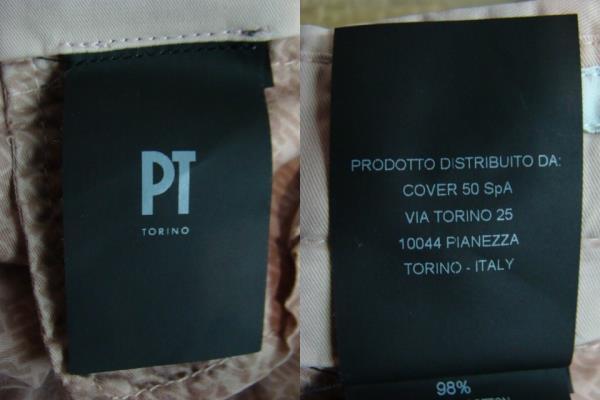 PT
TORINO
PRODOTTO DISTRIBUITO DA:
COVER 50 SpA
VIA TORINO 25
10044 PIANEZZA
TORINO - ITALY
98%